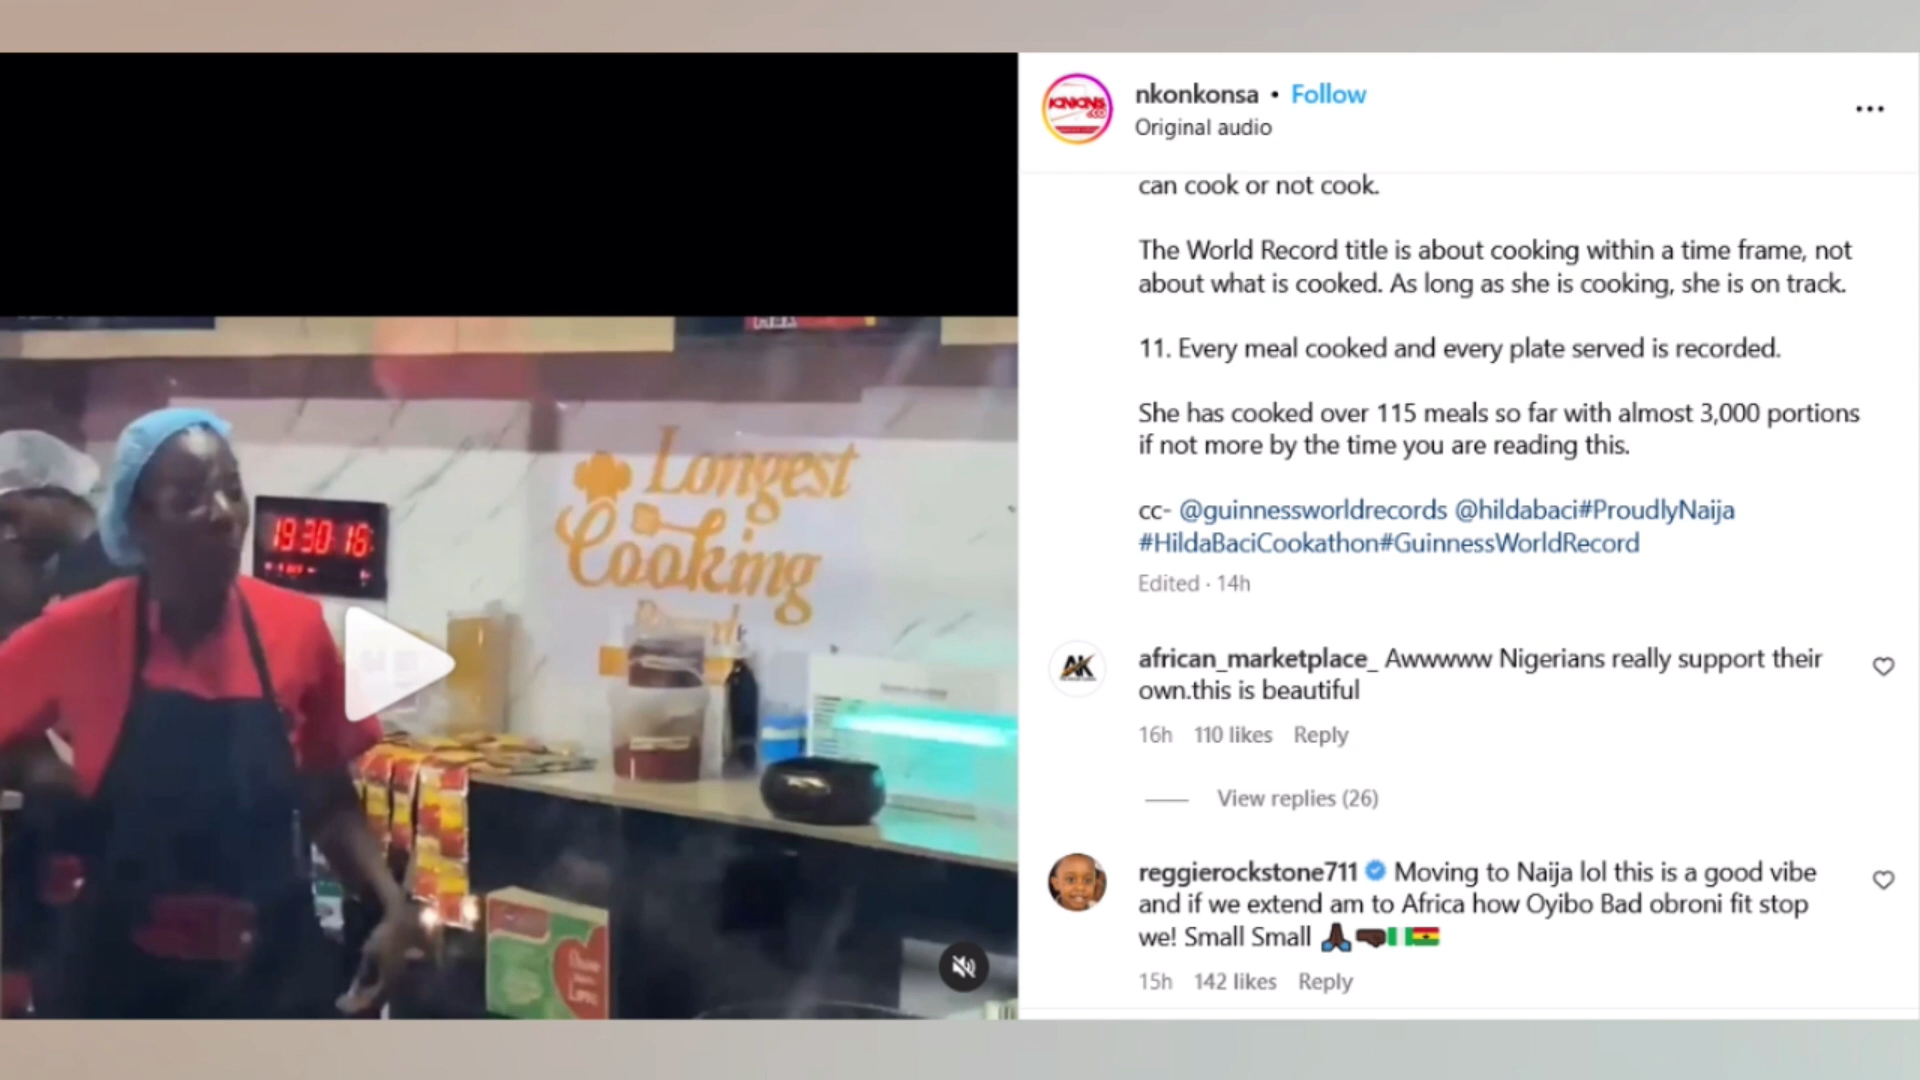 nkonkonsa • Follow
Original audio
can cook or not cook.
The World Record title is about cooking within a time frame, not
about what is cooked. As long as she is cooking, she is on track.
11. Every meal cooked and every plate served is recorded.
She has cooked over 115 meals so far with almost 3,000 portions
if not more by the time you are reading this.
cc- @guinnessworldrecords @hildabaci#ProudlyNaija
#HildaBaciCookathon#GuinnessWorldRecord
Edited · 14h
african_marketplace_ Awwwww Nigerians really support their
own.this is beautiful
16h 110 likes Reply
View replies (26)
reggierockstone711 Moving to Naija lol this is a good vibe
and if we extend am to Africa how Oyibo Bad obroni fit stop
we! Small Small 🙏🏿🤜🏿🇳🇬🇬🇭
15h 142 likes Reply
Longest
Cooking
19 30 16
AK